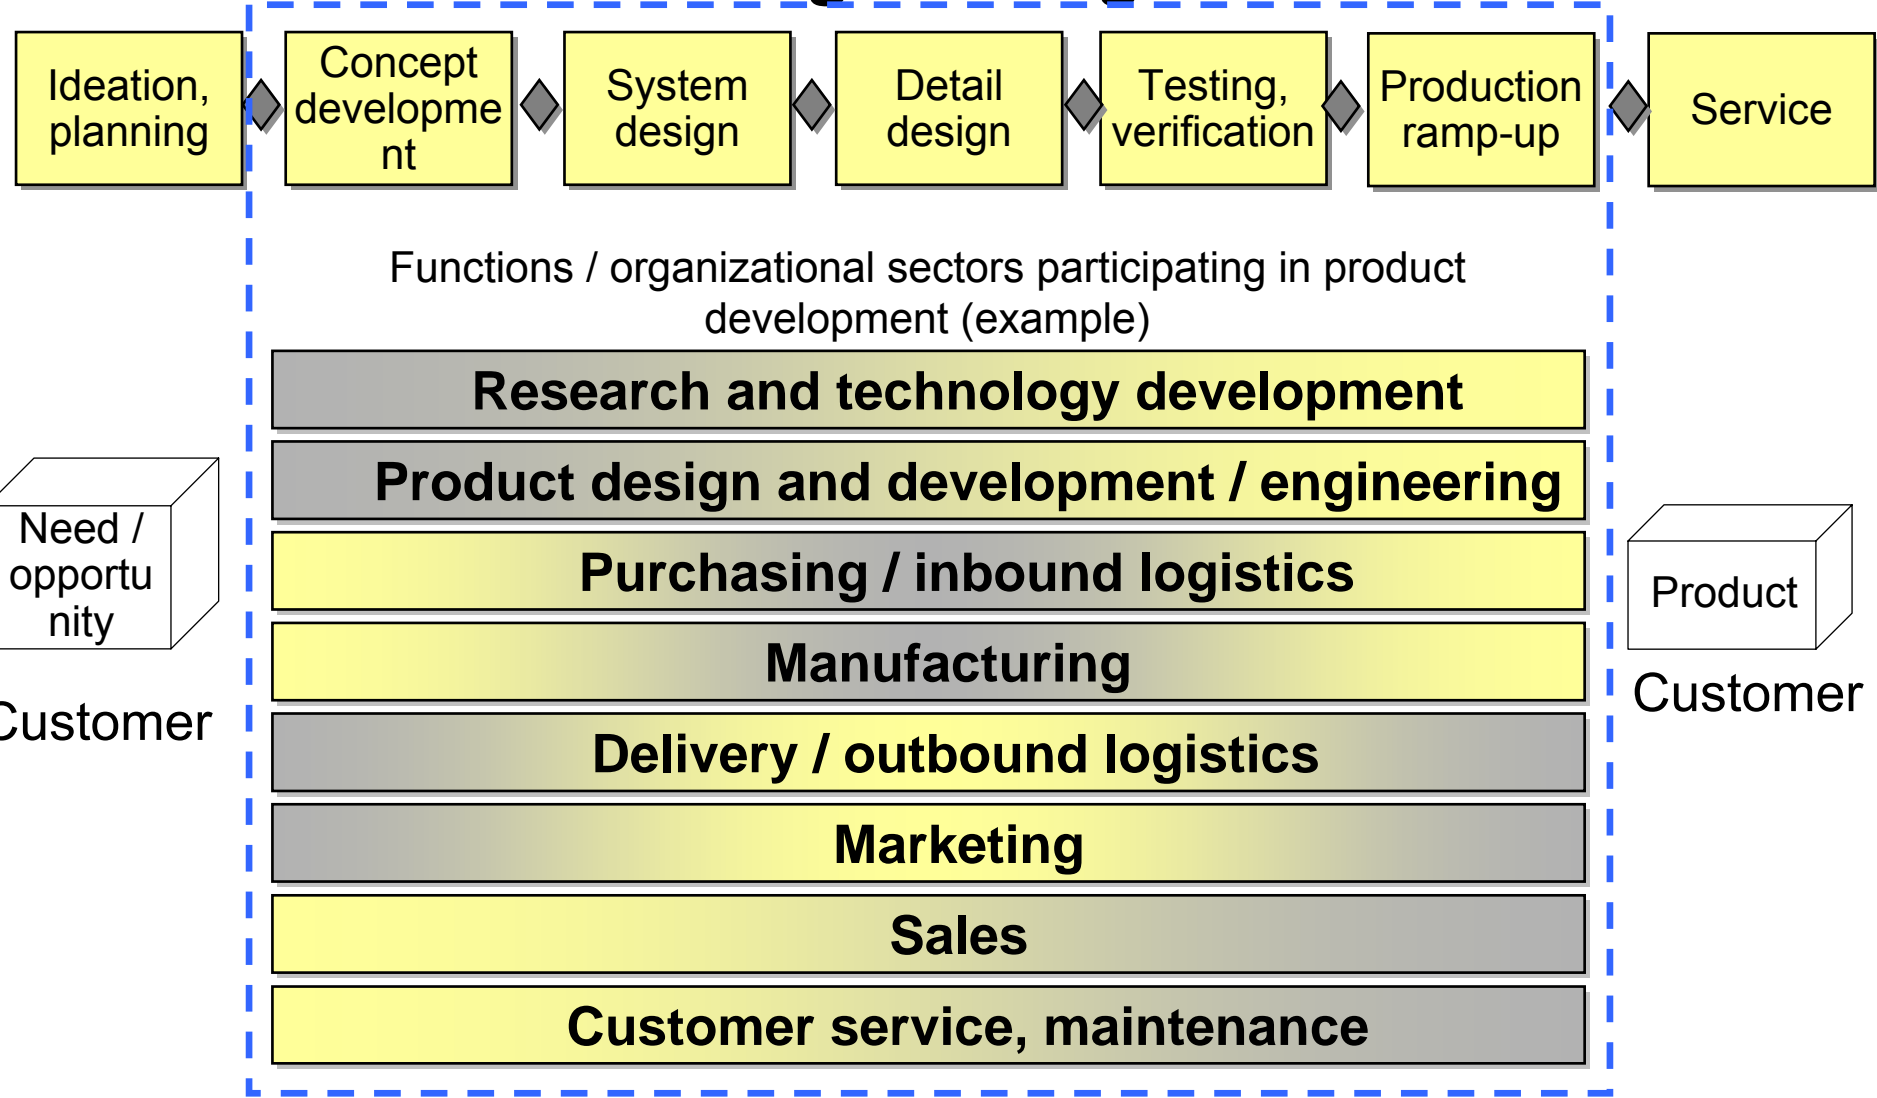 Ideation,
planning
Concept
developme
nt
System
design
Detail
design
Testing,
verification
Production
ramp-up
Service
Functions / organizational sectors participating in product
development (example)
Research and technology development
Product design and development / engineering
Purchasing / inbound logistics
Manufacturing
Delivery / outbound logistics
Marketing
Sales
Customer service, maintenance
Need /
opportu
nity
Customer
Product
Customer